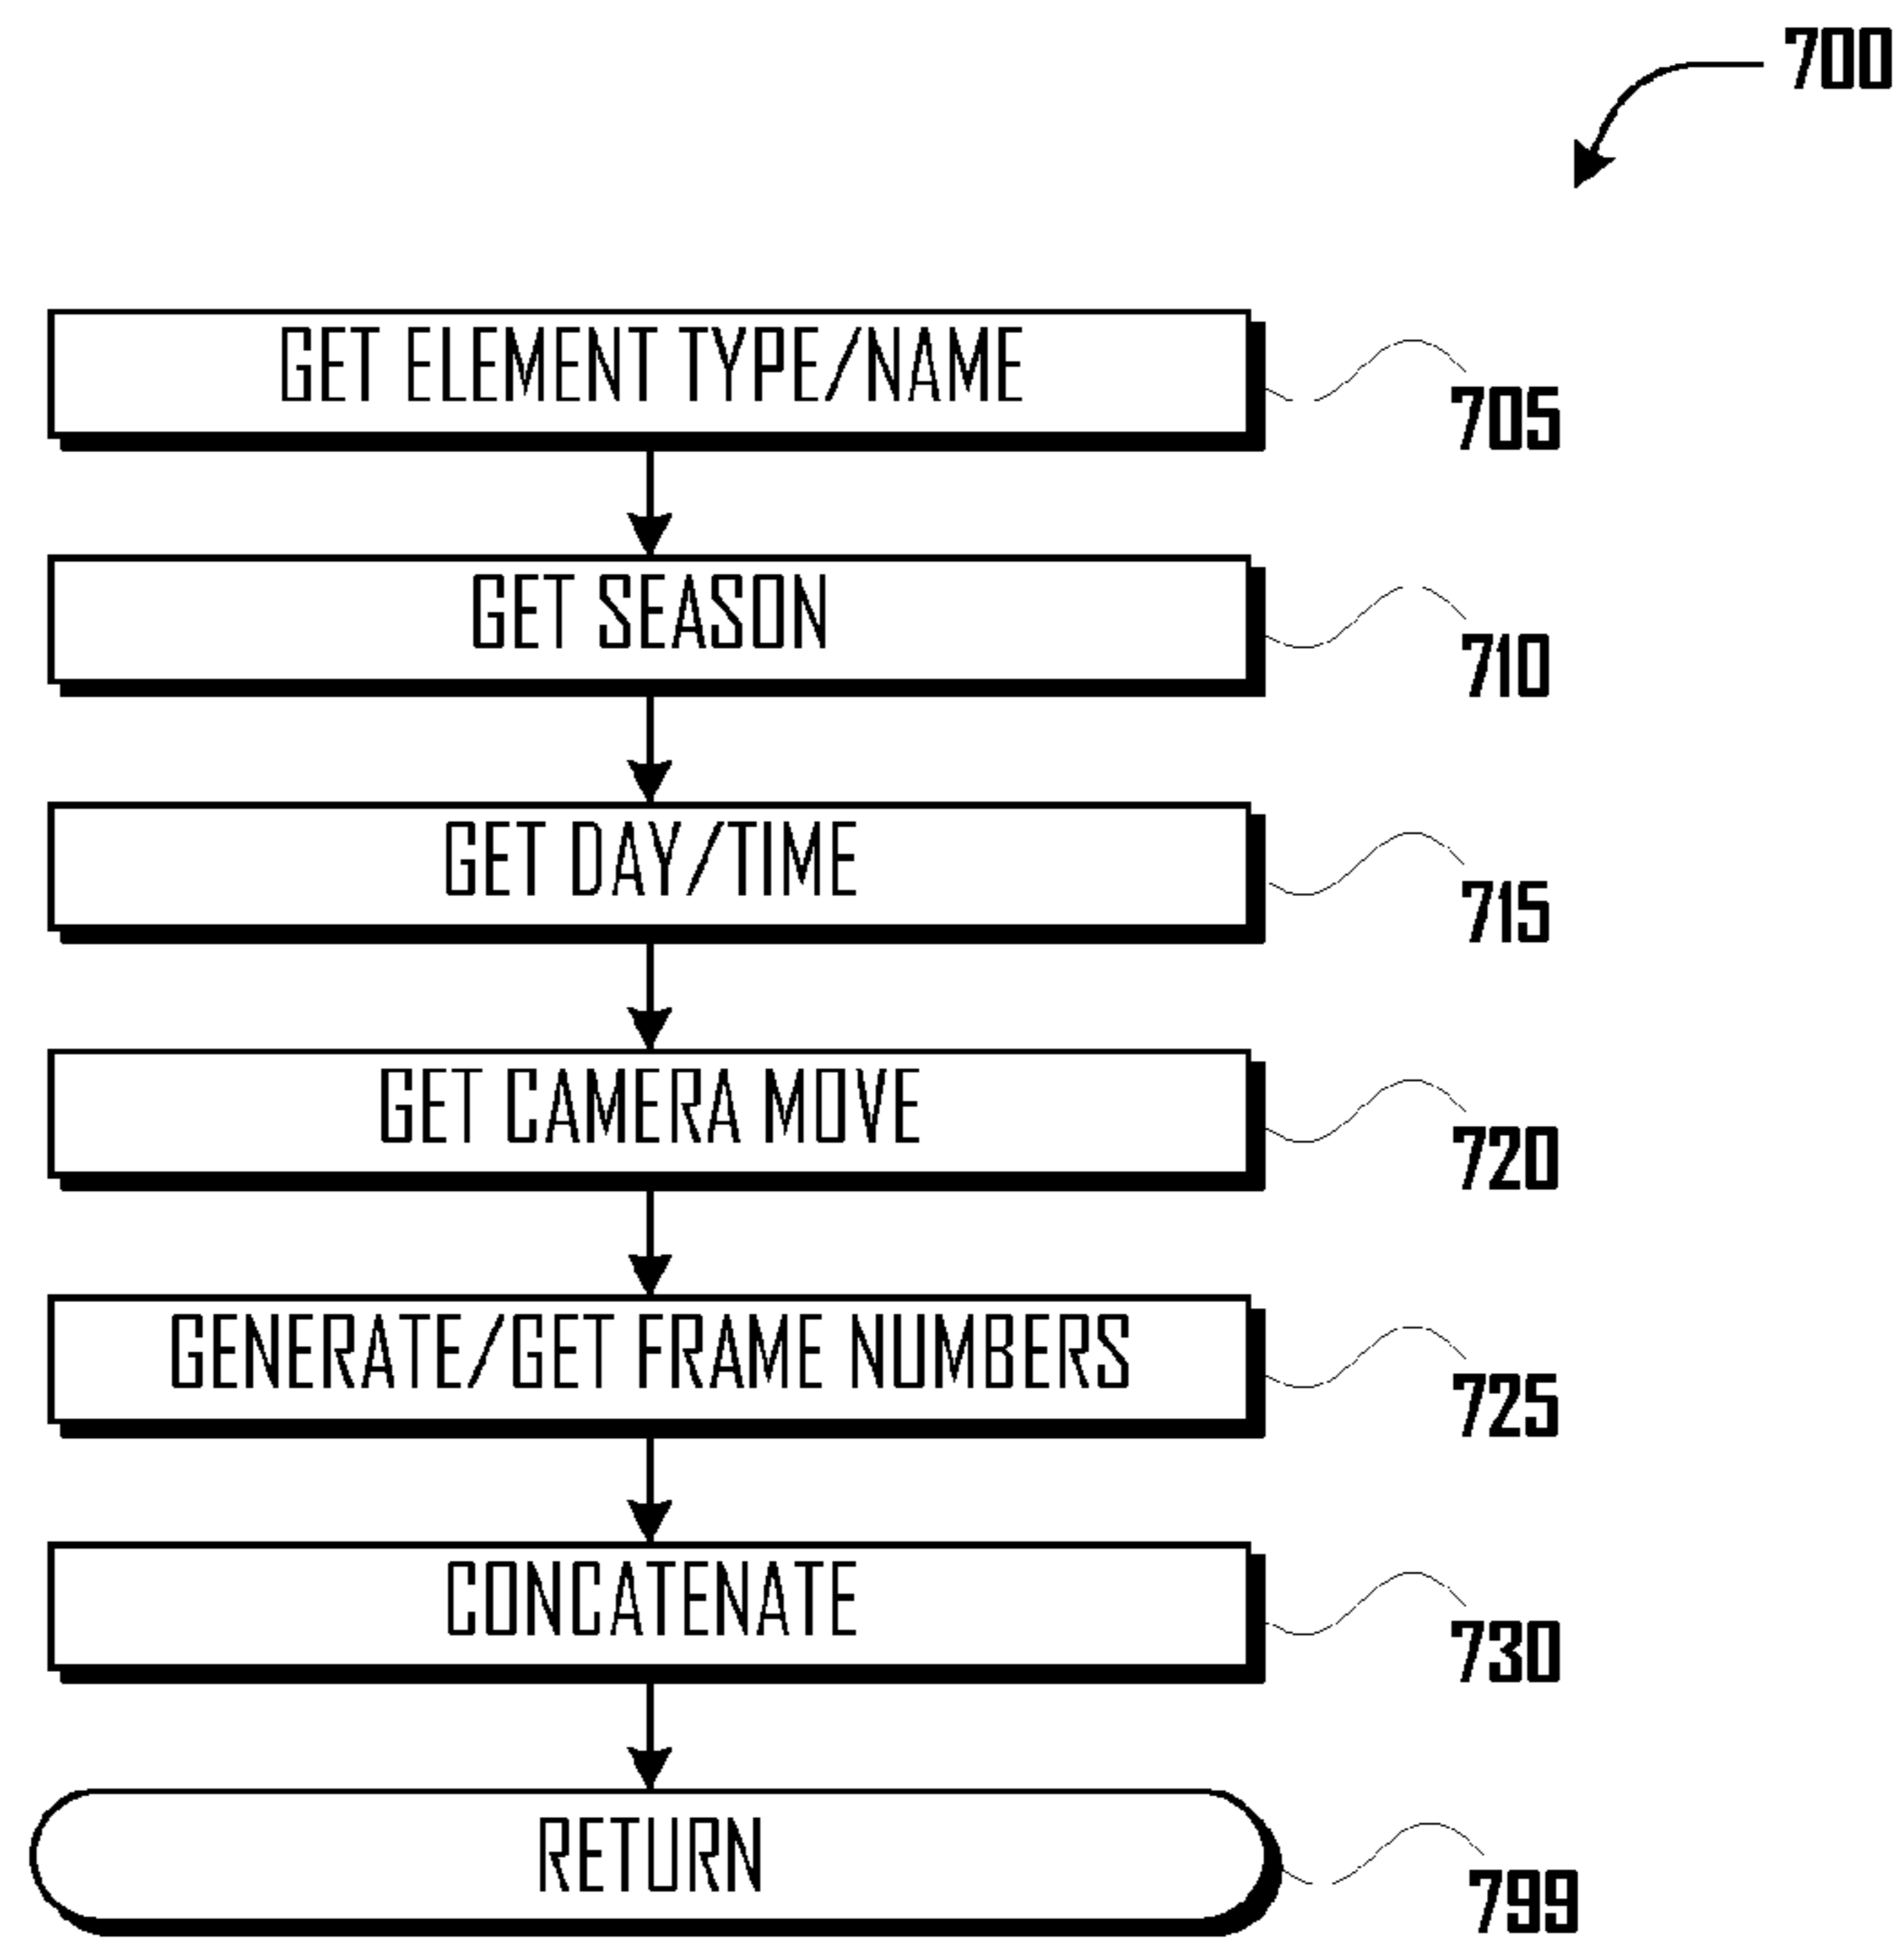 700
GET ELEMENT TYPE/NAME
705
GET SEASON
710
GET DAY/TIME
715
GET CAMERA MOVE
720
GENERATE/GET FRAME NUMBERS
725
CONCATENATE
730
RETURN
799